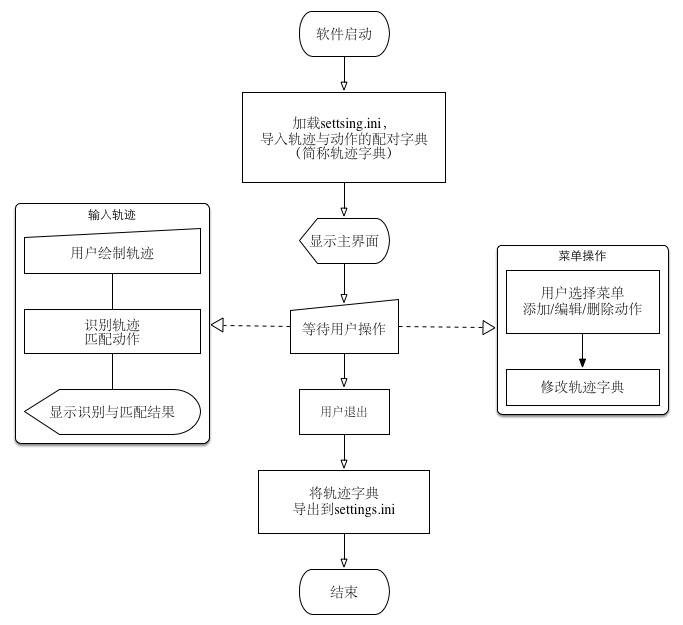 软件启动
加载settsing.ini，
导入轨迹与动作的配对字典
（简称轨迹字典）
显示主界面
等待用户操作
输入轨迹
用户绘制轨迹
识别轨迹
匹配动作
显示识别与匹配结果
菜单操作
用户选择菜单
添加/编辑/删除动作
修改轨迹字典
用户退出
将轨迹字典
导出到settings.ini
结束